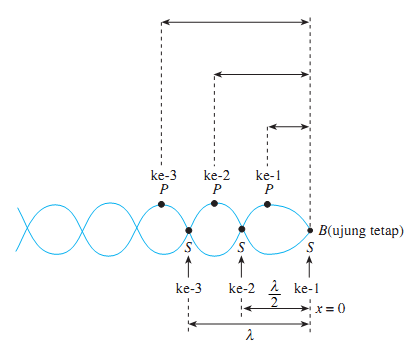 ke-3 ke-2 ke-1
P P P
B(ujung tetap)
S S S
ke-3 ke-2 λ/2 ke-1
x = 0
λ